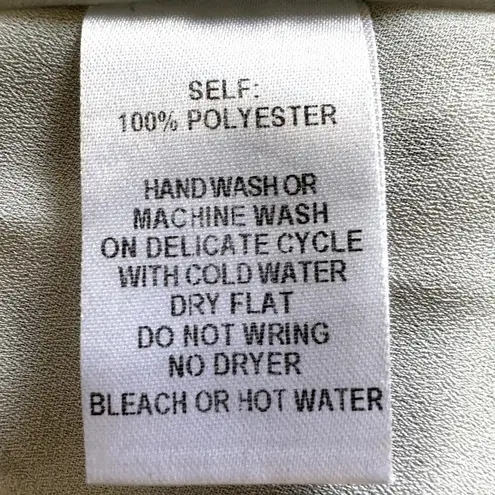 SELF:
100% POLYESTER
HAND WASH OR
MACHINE WASH
ON DELICATE CYCLE
WITH COLD WATER
DRY FLAT
DO NOT WRING
NO DRYER
BLEACH OR HOT WATER